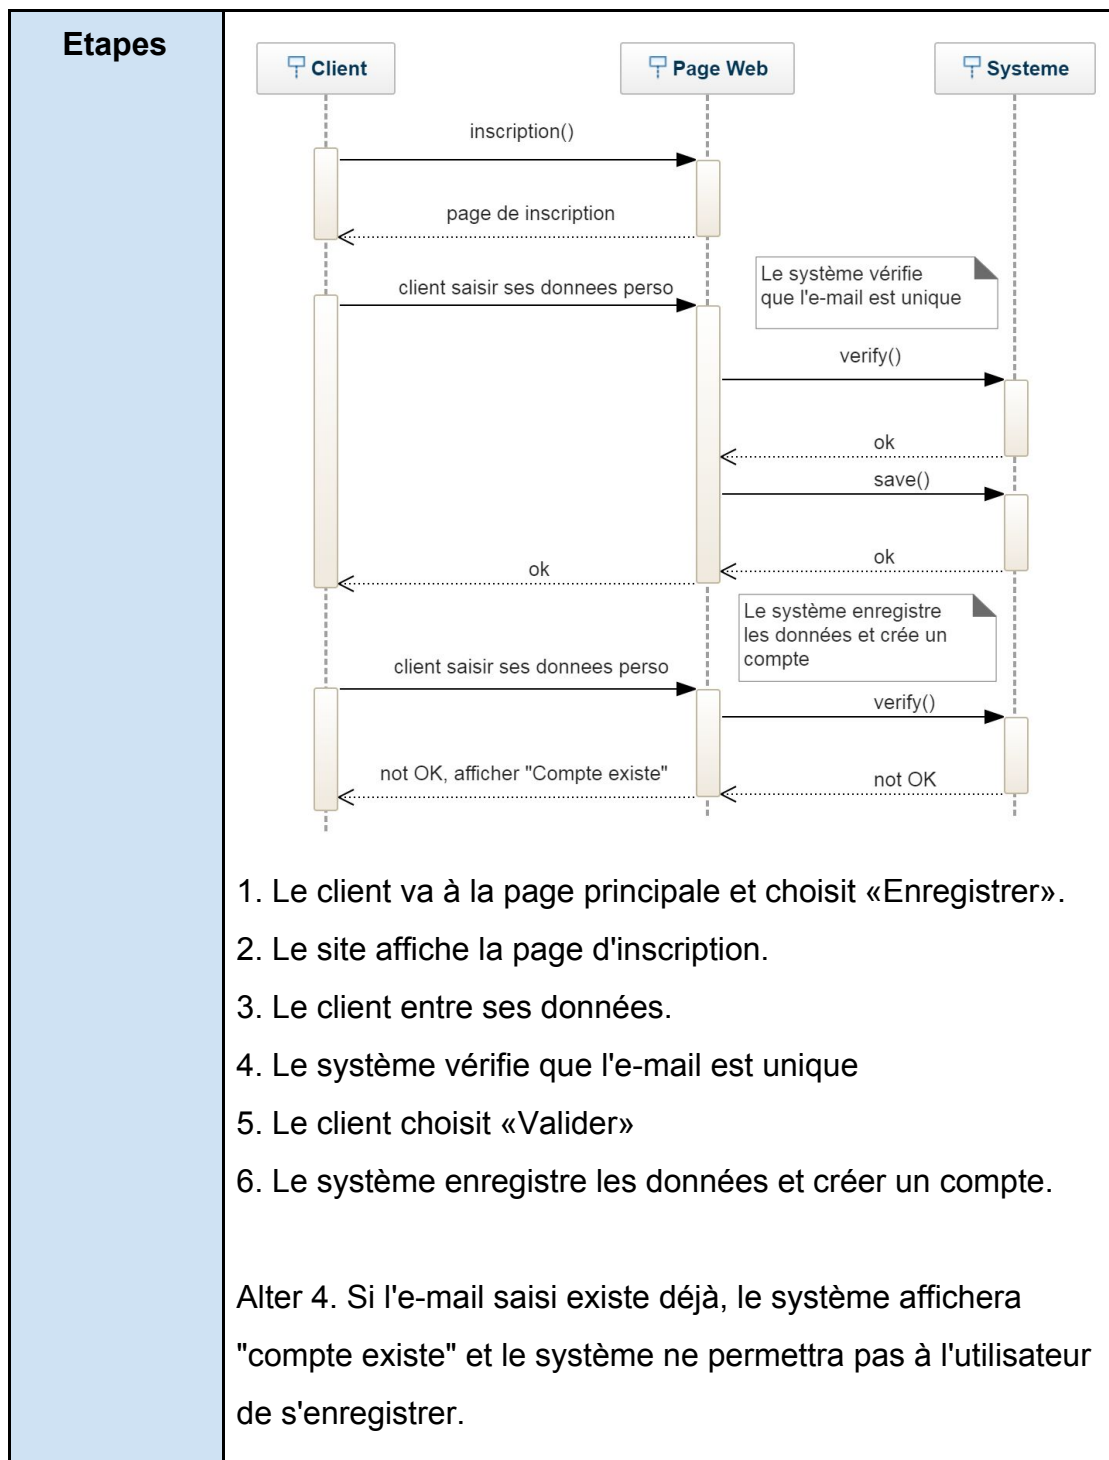 Etapes
Client
Page Web
Systeme
inscription()
page de inscription
Le système vérifie
que l'e-mail est unique
client saisir ses donnees perso
verify()
ok
save()
ok
ok
Le système enregistre
les données et crée un
compte
client saisir ses donnees perso
verify()
not OK, afficher "Compte existe"
not OK
1. Le client va à la page principale et choisit «Enregistrer».
2. Le site affiche la page d'inscription.
3. Le client entre ses données.
4. Le système vérifie que l'e-mail est unique
5. Le client choisit «Valider»
6. Le système enregistre les données et créer un compte.
Alter 4. Si l'e-mail saisi existe déjà, le système affichera
"compte existe" et le système ne permettra pas à l'utilisateur
de s'enregistrer.